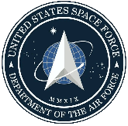 UNITED STATES SPACE FORCE
MMXIX
DEPARTMENT OF THE AIR FORCE